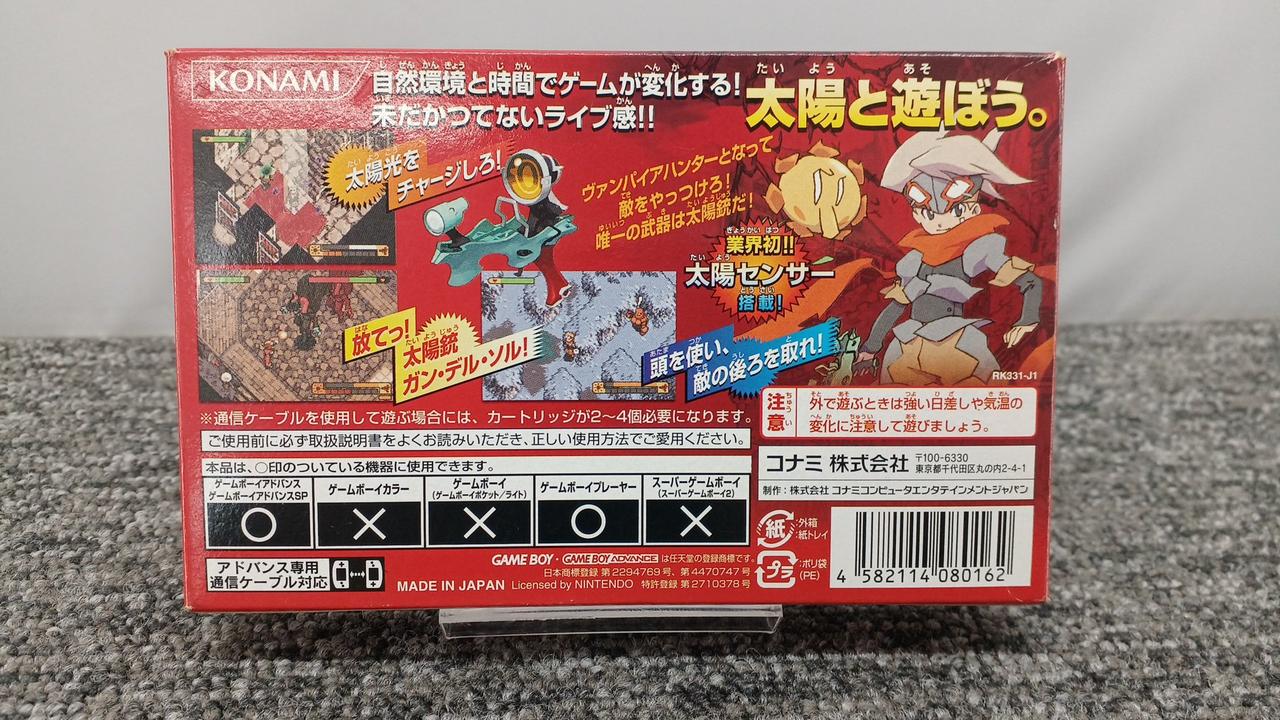 KONAMI
自然環境と時間でゲームが変化する!
未だかつてないライブ感!!
太陽と遊ぼう。
太陽光を
チャージしろ!
ヴァンパイアハンターとなって
敵をやっつけろ!
唯一の武器は太陽銃だ!
業界初!!
太陽センサー
搭載!
放てっ!
太陽銃
ガン・デル・ソル!
頭を使い、
敵の後ろを取れ!
RK331-J1
※通信ケーブルを使用して遊ぶ場合には、カートリッジが2〜4個必要になります。
ご使用前に必ず取扱説明書をよくお読みいただき、正しい使用方法でご愛用ください。
注意
外で遊ぶときは強い日差しや気温の
変化に注意して遊びましょう。
本品は、○印のついている機器に使用できます。
ゲームボーイアドバンス
ゲームボーイアドバンスSP
ゲームボーイカラー
ゲームボーイ
(ゲームボーイポケット/ライト)
ゲームボーイプレーヤー
スーパーゲームボーイ
(スーパーゲームボーイ2)
○
×
×
○
×
コナミ 株式会社
〒100-6330
東京都千代田区丸の内2-4-1
制作:株式会社 コナミコンピュータエンタテインメントジャパン
紙
:外箱
:紙トレイ
プラ
:ポリ袋
(PE)
4 582114 080162
アドバンス専用
通信ケーブル対応
GAME BOY・GAME BOY ADVANCE は任天堂の登録商標です。
日本商標登録 第2294769号、第4470747号
MADE IN JAPAN Licensed by NINTENDO 特許登録 第2710378号